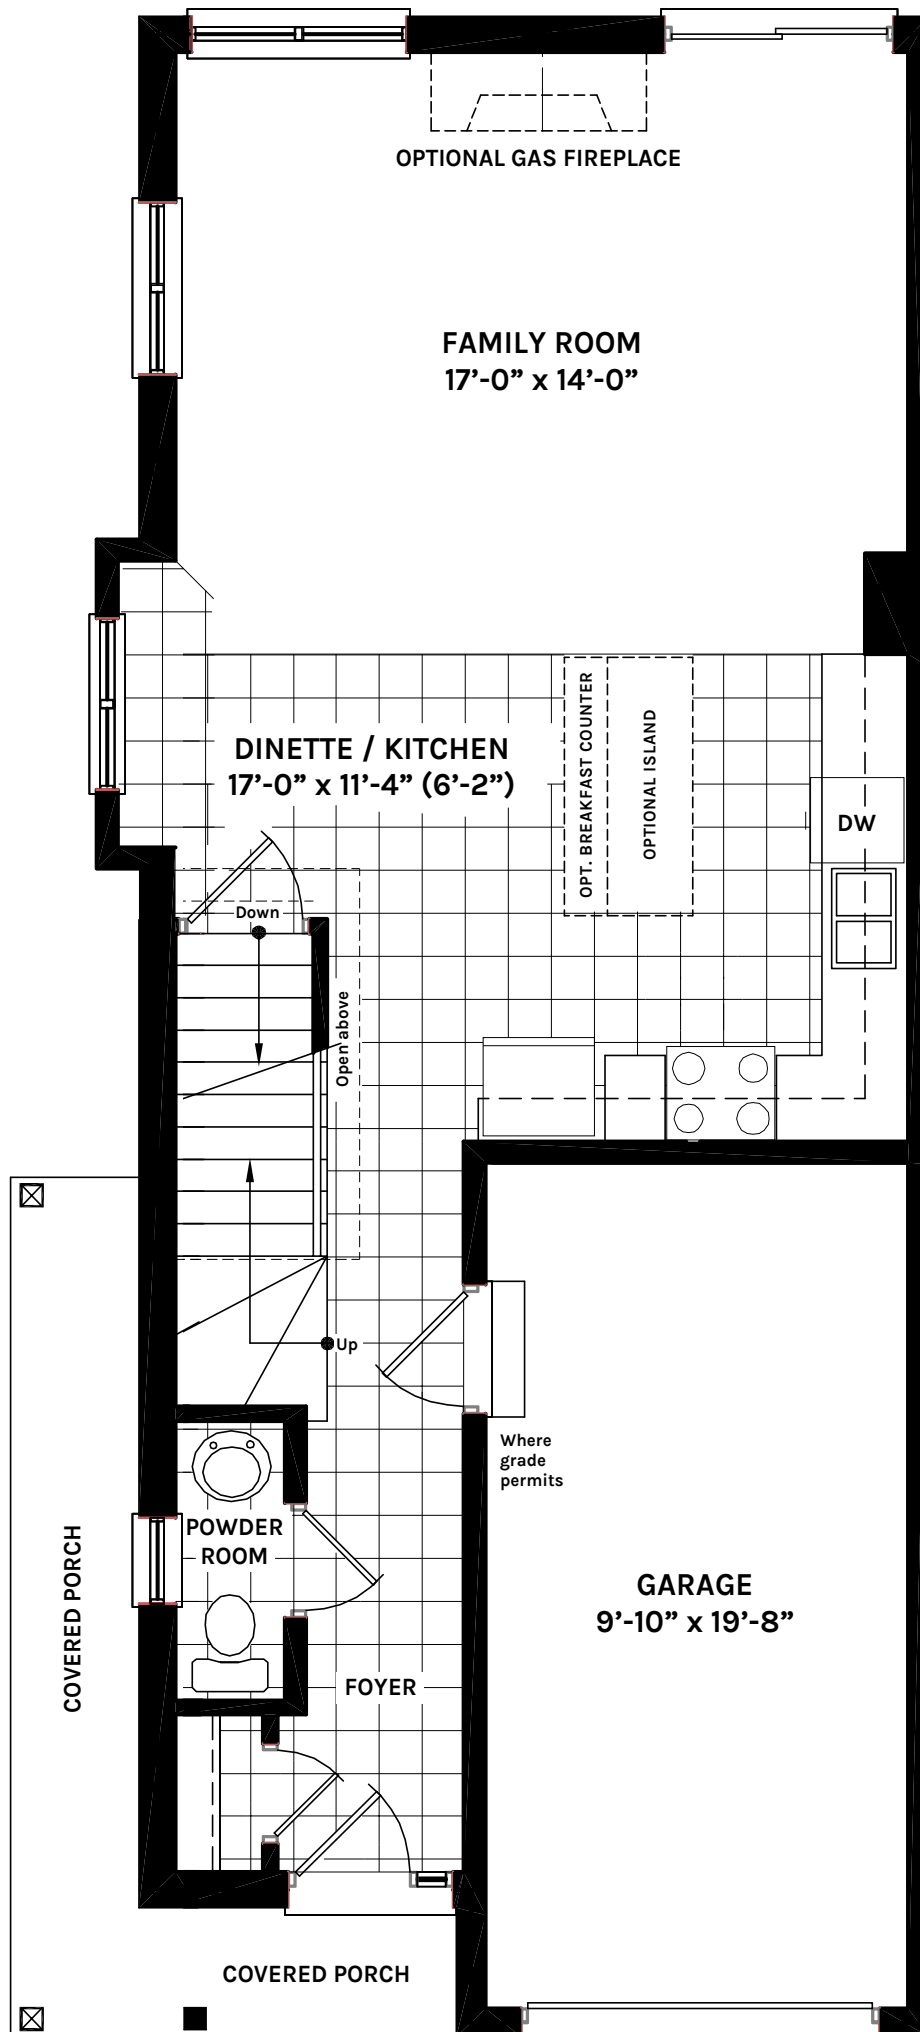 OPTIONAL GAS FIREPLACE
FAMILY ROOM
17’-0” x 14’-0”
DINETTE / KITCHEN
17’-0” x 11’-4” (6’-2”)
OPT. BREAKFAST COUNTER
OPTIONAL ISLAND
DW
Down
Open above
Up
Where
grade
permits
POWDER
ROOM
COVERED PORCH
GARAGE
9’-10” x 19’-8”
FOYER
COVERED PORCH